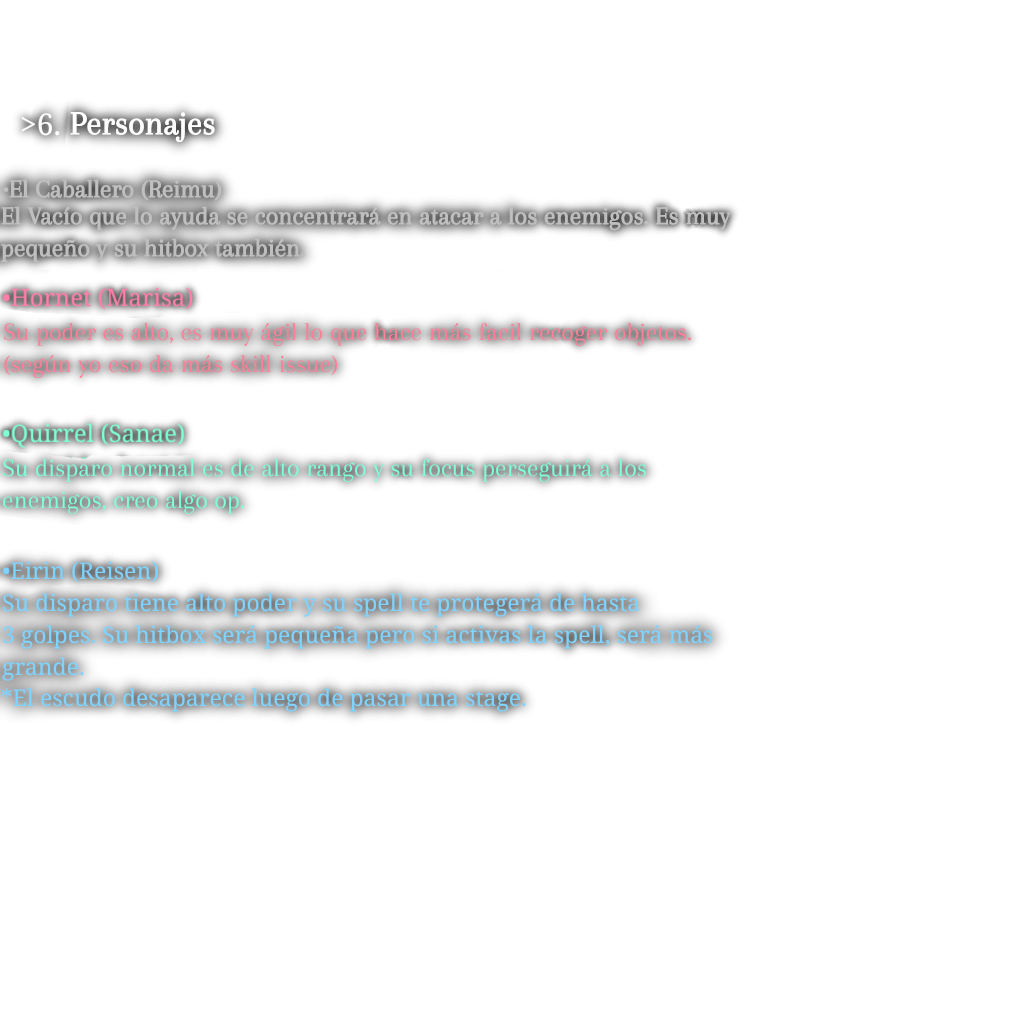 >6. Personajes
•El Caballero (Reimu)
El Vacío que lo ayuda se concentrará en atacar a los enemigos. Es muy
pequeño y su hitbox también.
•Hornet (Marisa)
Su poder es alto, es muy ágil lo que hace más facil recoger objetos.
(según yo eso da más skill issue)
•Quirrel (Sanae)
Su disparo normal es de alto rango y su focus perseguirá a los
enemigos, creo algo op.
•Eirin (Reisen)
Su disparo tiene alto poder y su spell te protegerá de hasta
3 golpes. Su hitbox será pequeña pero si activas la spell, será más
grande.
*El escudo desaparece luego de pasar una stage.